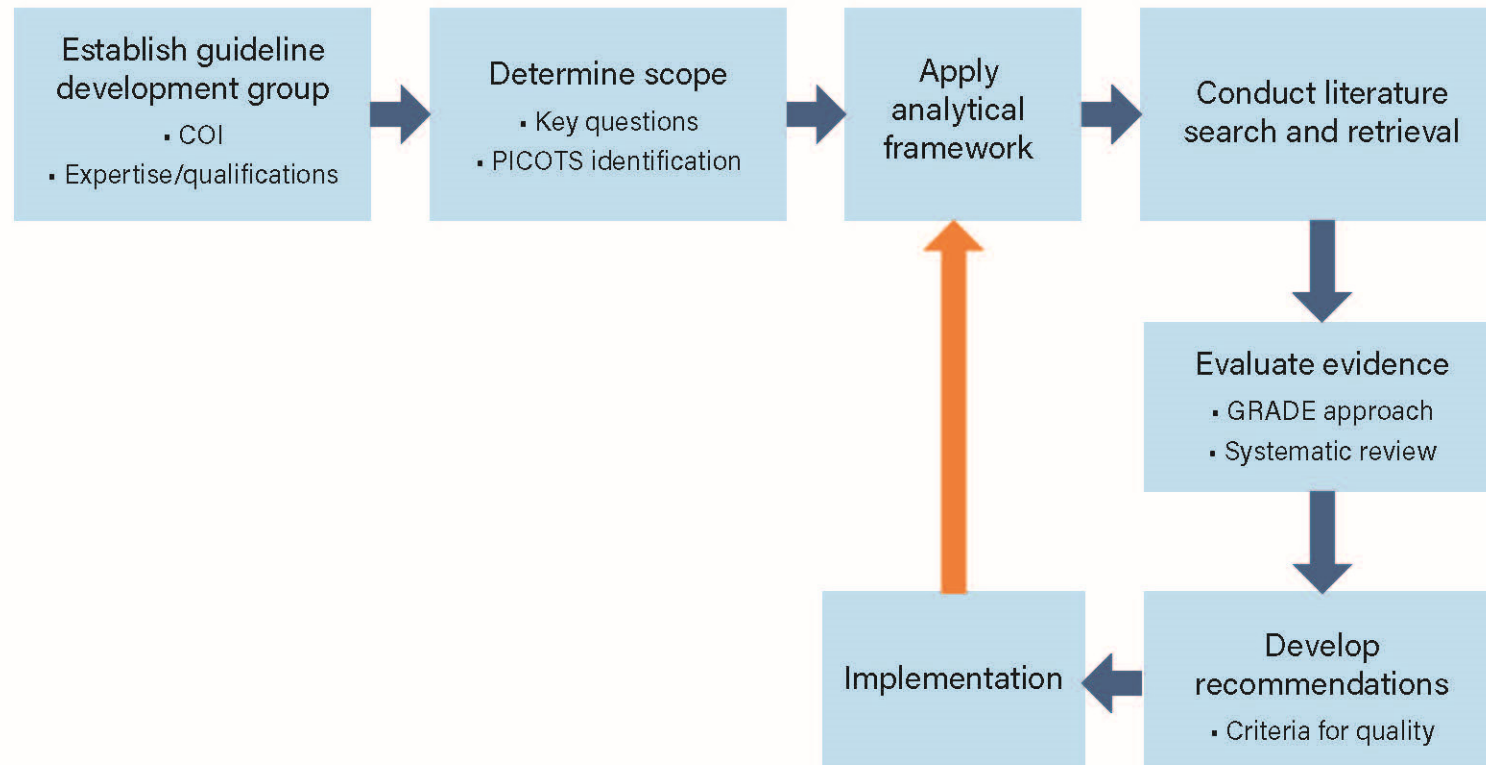 Establish guideline
development group
▪ COI
▪ Expertise/qualifications
Determine scope
▪ Key questions
▪ PICOTS identification
Apply
analytical
framework
Conduct literature
search and retrieval
Evaluate evidence
▪ GRADE approach
▪ Systematic review
Develop
recommendations
▪ Criteria for quality
Implementation